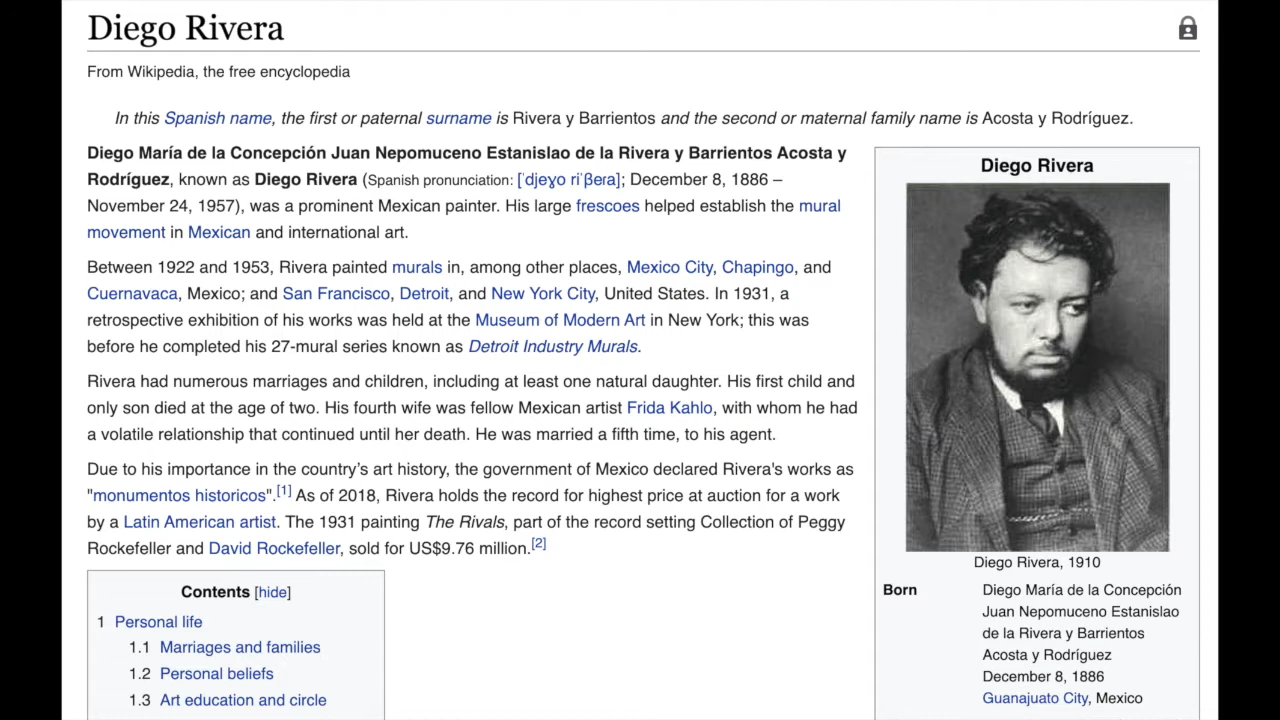 Diego Rivera
From Wikipedia, the free encyclopedia
In this Spanish name, the first or paternal surname is Rivera y Barrientos and the second or maternal family name is Acosta y Rodríguez.
Diego María de la Concepción Juan Nepomuceno Estanislao de la Rivera y Barrientos Acosta y
Rodríguez, known as Diego Rivera (Spanish pronunciation: [ˈdjeɣo riˈβeɾa]; December 8, 1886 –
November 24, 1957), was a prominent Mexican painter. His large frescoes helped establish the mural
movement in Mexican and international art.
Between 1922 and 1953, Rivera painted murals in, among other places, Mexico City, Chapingo, and
Cuernavaca, Mexico; and San Francisco, Detroit, and New York City, United States. In 1931, a
retrospective exhibition of his works was held at the Museum of Modern Art in New York; this was
before he completed his 27-mural series known as Detroit Industry Murals.
Rivera had numerous marriages and children, including at least one natural daughter. His first child and
only son died at the age of two. His fourth wife was fellow Mexican artist Frida Kahlo, with whom he had
a volatile relationship that continued until her death. He was married a fifth time, to his agent.
Due to his importance in the country's art history, the government of Mexico declared Rivera's works as
"monumentos historicos".[1] As of 2018, Rivera holds the record for highest price at auction for a work
by a Latin American artist. The 1931 painting The Rivals, part of the record setting Collection of Peggy
Rockefeller and David Rockefeller, sold for US$9.76 million.[2]
Contents [hide]
1 Personal life
1.1 Marriages and families
1.2 Personal beliefs
1.3 Art education and circle
Diego Rivera
Diego Rivera, 1910
Born Diego María de la Concepción
Juan Nepomuceno Estanislao
de la Rivera y Barrientos
Acosta y Rodríguez
December 8, 1886
Guanajuato City, Mexico